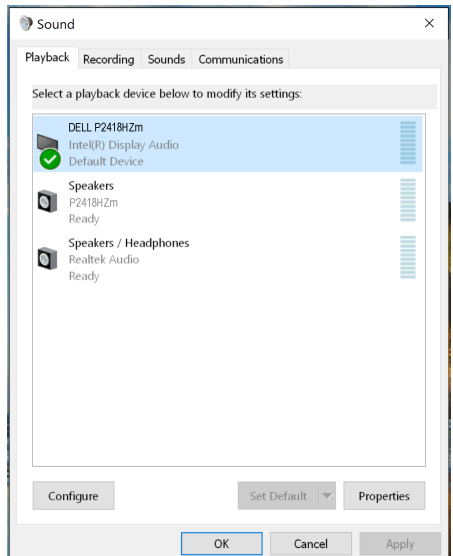 Sound
Playback
Recording
Sounds
Communications
Select a playback device below to modify its settings:
DELL P2418HZm
Intel(R) Display Audio
Default Device
Speakers
P2418HZm
Ready
Speakers / Headphones
Realtek Audio
Ready
Configure
Set Default
Properties
OK
Cancel
Apply